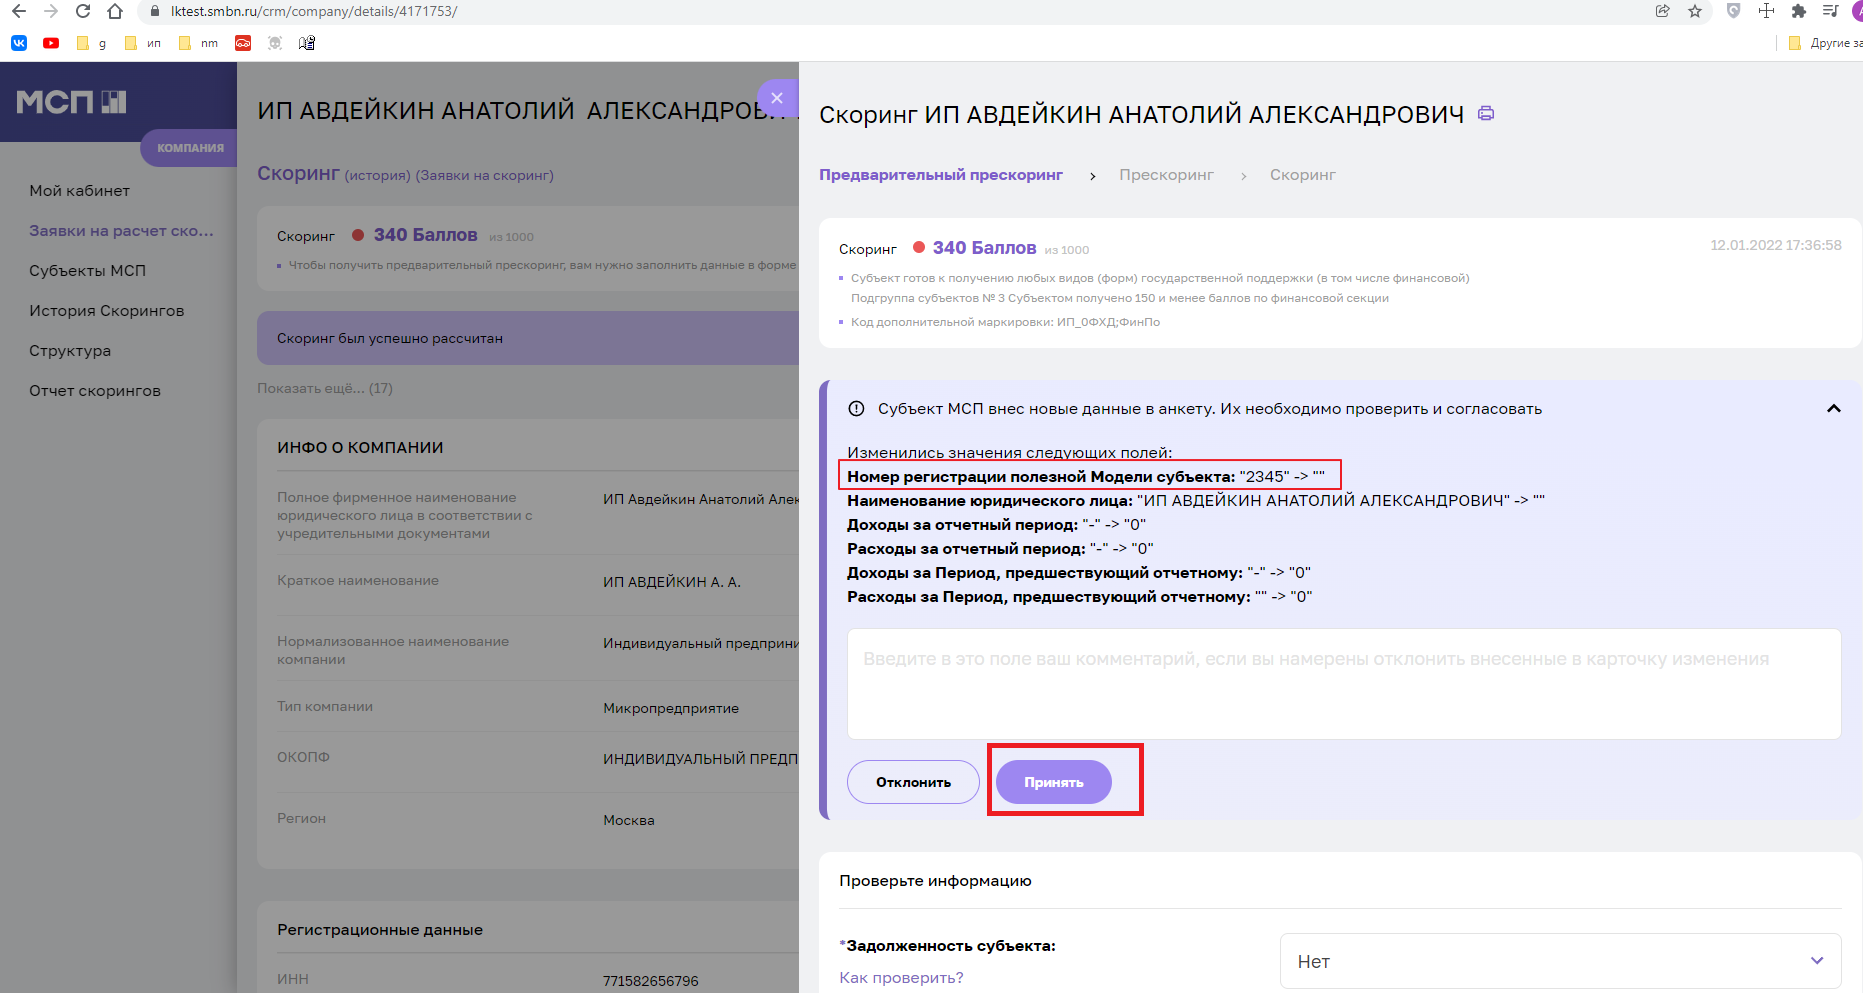 lktest.smbn.ru/crm/company/details/4171753/
g
ип
nm
Другие за
МСП
КОМПАНИЯ
Мой кабинет
Заявки на расчет ско...
Субъекты МСП
История Скорингов
Структура
Отчет скорингов
ИП АВДЕЙКИН АНАТОЛИЙ АЛЕКСАНДРОВИ
Скоринг (история) (Заявки на скоринг)
Скоринг 340 Баллов из 1000
Чтобы получить предварительный прескоринг, вам нужно заполнить данные в форме
Скоринг был успешно рассчитан
Показать ещё... (17)
ИНФО О КОМПАНИИ
Полное фирменное наименование
юридического лица в соответствии с
учредительными документами
ИП Авдейкин Анатолий Алек
Краткое наименование
ИП АВДЕЙКИН А. А.
Нормализованное наименование
компании
Индивидуальный предприни
Тип компании
Микропредприятие
ОКОПФ
ИНДИВИДУАЛЬНЫЙ ПРЕДП
Регион
Москва
Регистрационные данные
ИНН
771582656796
Скоринг ИП АВДЕЙКИН АНАТОЛИЙ АЛЕКСАНДРОВИЧ
Предварительный прескоринг > Прескоринг > Скоринг
Скоринг 340 Баллов из 1000
12.01.2022 17:36:58
Субъект готов к получению любых видов (форм) государственной поддержки (в том числе финансовой)
Подгруппа субъектов № 3 Субъектом получено 150 и менее баллов по финансовой секции
Код дополнительной маркировки: ИП_0ФХД;ФинПо
Субъект МСП внес новые данные в анкету. Их необходимо проверить и согласовать
Изменились значения следующих полей:
Номер регистрации полезной Модели субъекта: "2345" -> ""
Наименование юридического лица: "ИП АВДЕЙКИН АНАТОЛИЙ АЛЕКСАНДРОВИЧ" -> ""
Доходы за отчетный период: "-" -> "0"
Расходы за отчетный период: "-" -> "0"
Доходы за Период, предшествующий отчетному: "-" -> "0"
Расходы за Период, предшествующий отчетному: "" -> "0"
Введите в это поле ваш комментарий, если вы намерены отклонить внесенные в карточку изменения
Отклонить
Принять
Проверьте информацию
*Задолженность субъекта:
Как проверить?
Нет